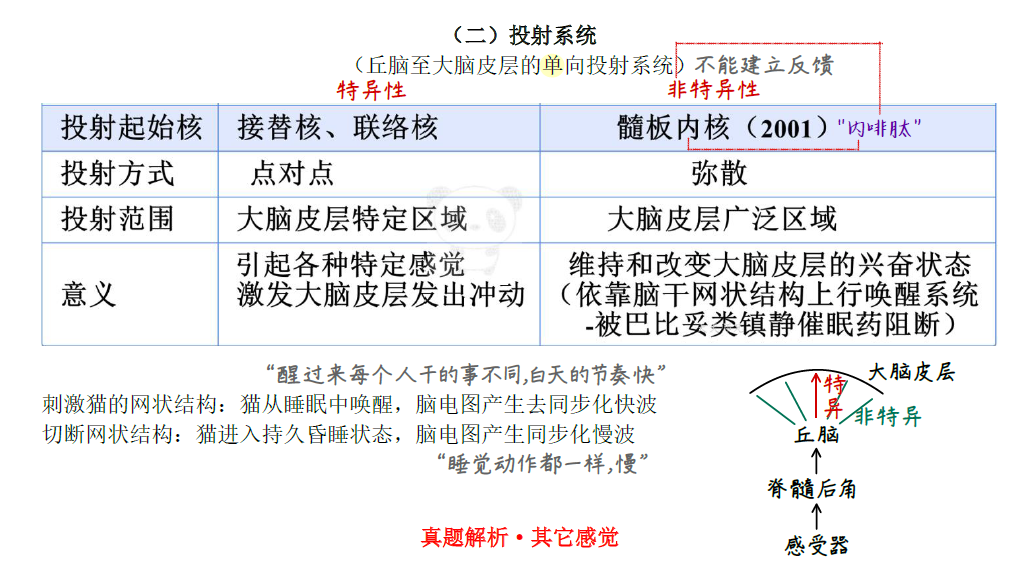 （二）投射系统
（丘脑至大脑皮层的单向投射系统）不能建立反馈
特异性 非特异性
投射起始核 接替核、联络核 髓板内核（2001）"内啡肽"
投射方式 点对点 弥散
投射范围 大脑皮层特定区域 大脑皮层广泛区域
意义
引起各种特定感觉
激发大脑皮层发出冲动
维持和改变大脑皮层的兴奋状态
（依靠脑干网状结构上行唤醒系统
-被巴比妥类镇静催眠药阻断）
“醒过来每个人干的事不同,白天的节奏快”
刺激猫的网状结构：猫从睡眠中唤醒，脑电图产生去同步化快波
切断网状结构：猫进入持久昏睡状态，脑电图产生同步化慢波
“睡觉动作都一样,慢”
大脑皮层
特异
非特异
丘脑
脊髓后角
感受器
真题解析·其它感觉